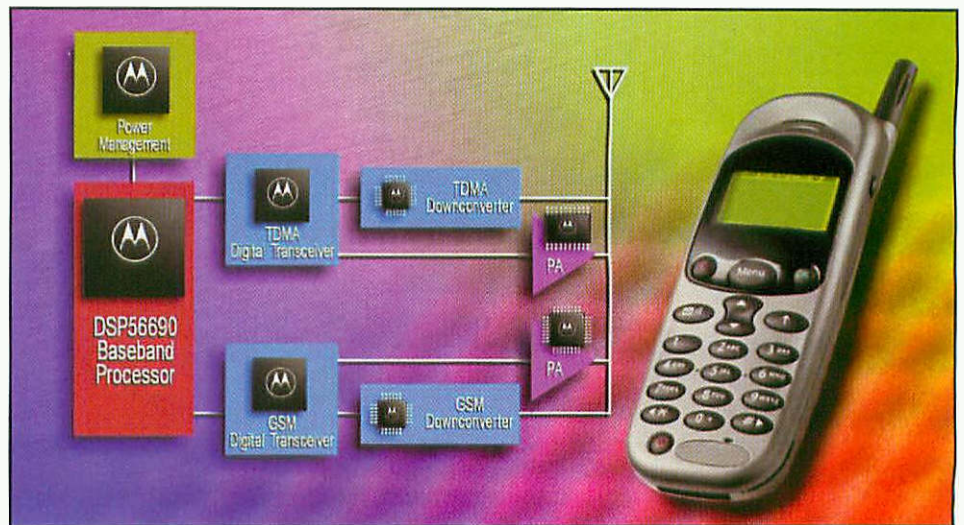 Power
Management
DSP56690
Baseband
Processor
TDMA
Digital Transceiver
TDMA
Downconverter
PA
PA
GSM
Digital Transceiver
GSM
Downconverter
Menu